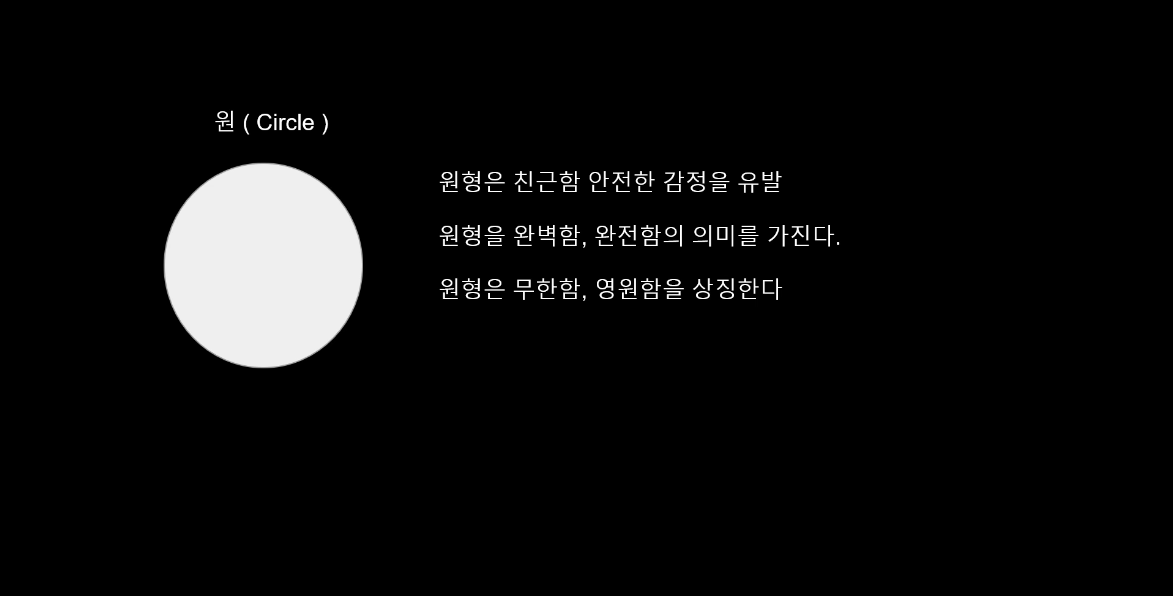 원 ( Circle )
원형은 친근함 안전한 감정을 유발
원형을 완벽함, 완전함의 의미를 가진다.
원형은 무한함, 영원함을 상징한다